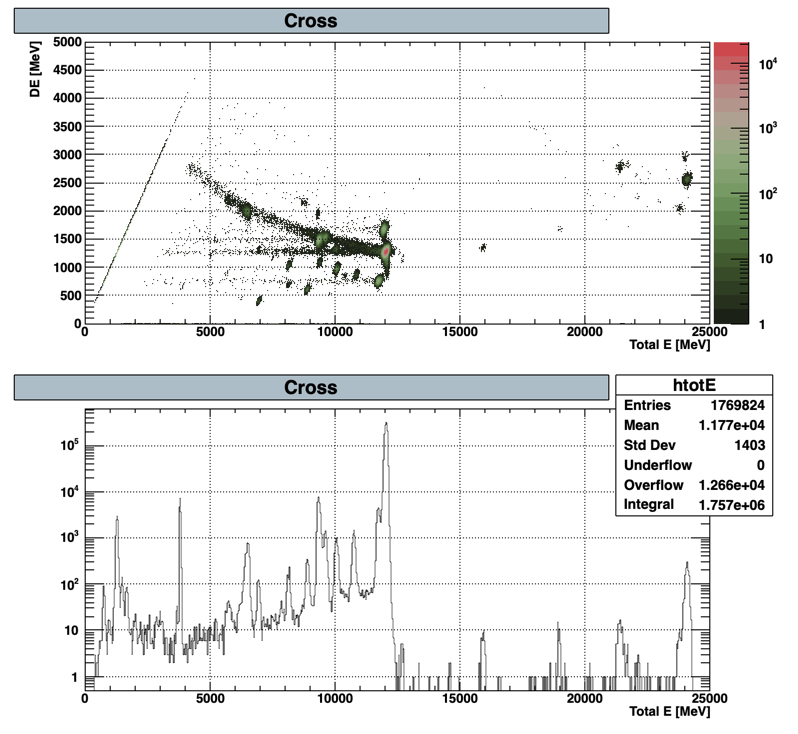 Cross
DE [MeV]
5000
4500
4000
3500
3000
2500
2000
1500
1000
500
0
0 5000 10000 15000 20000 25000
Total E [MeV]
10⁴
10³
10²
10
1
Cross
htotE
Entries 1769824
Mean 1.177e+04
Std Dev 1403
Underflow 0
Overflow 1.266e+04
Integral 1.757e+06
10⁵
10⁴
10³
10²
10
1
0 5000 10000 15000 20000 25000
Total E [MeV]